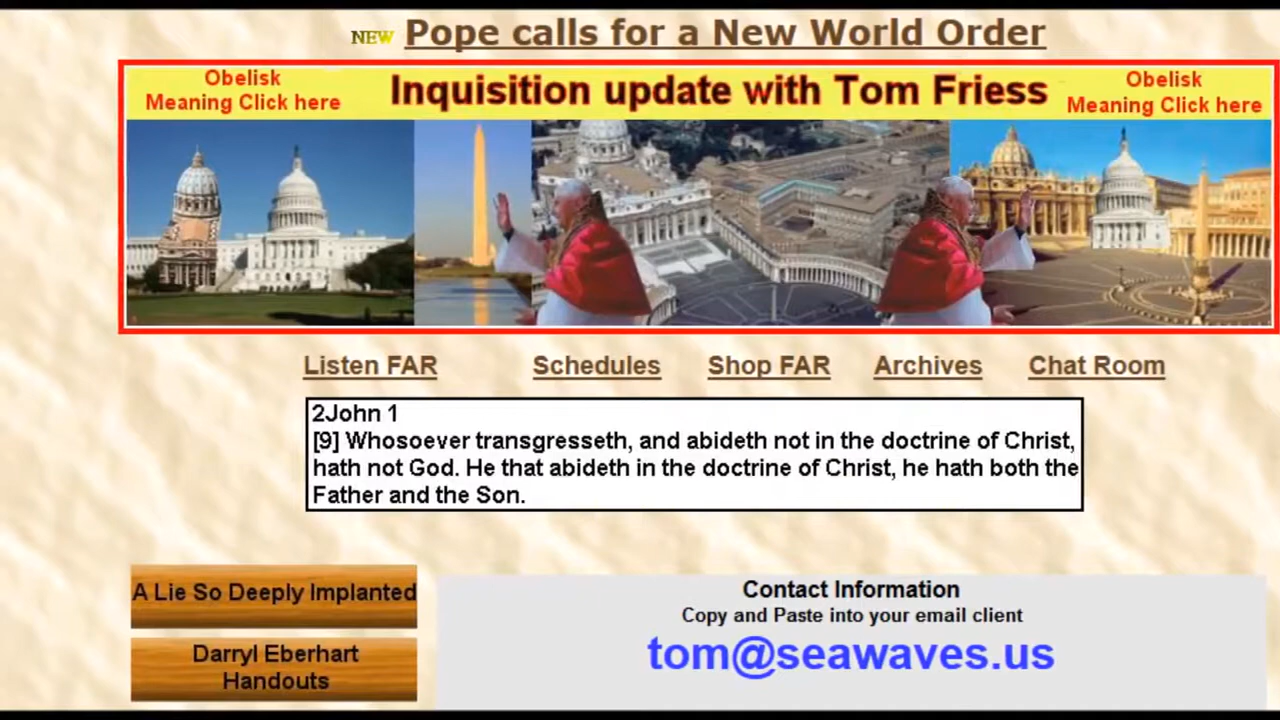 NEW Pope calls for a New World Order
Obelisk
Meaning Click here
Inquisition update with Tom Friess
Obelisk
Meaning Click here
Listen FAR Schedules Shop FAR Archives Chat Room
2John 1
[9] Whosoever transgresseth, and abideth not in the doctrine of Christ,
hath not God. He that abideth in the doctrine of Christ, he hath both the
Father and the Son.
A Lie So Deeply Implanted
Darryl Eberhart
Handouts
Contact Information
Copy and Paste into your email client
tom@seawaves.us